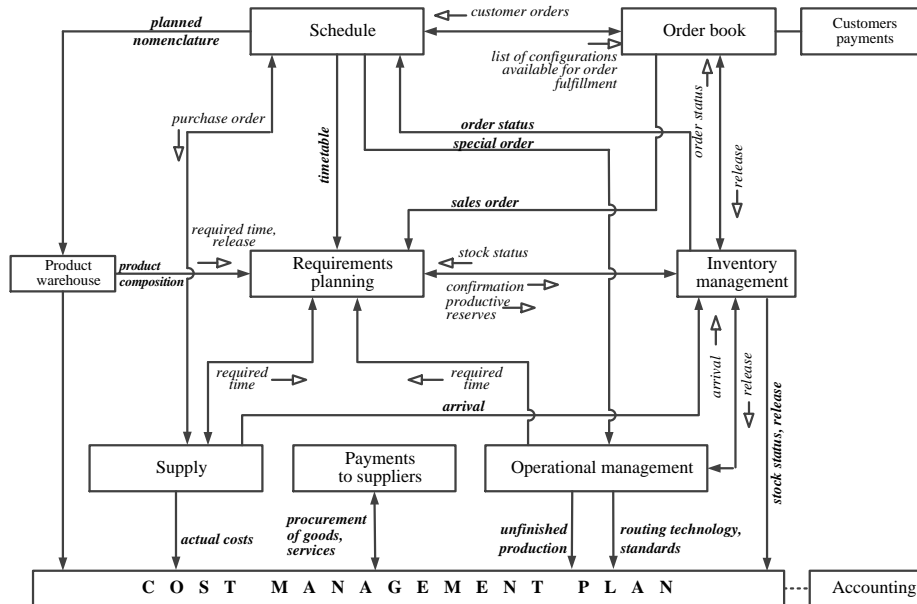 planned
nomenclature
Schedule
customer orders
Order book
Customers
payments
list of configurations
available for order
fulfillment
purchase order
timetable
order status
special order
order status
release
sales order
required time,
release
Product
warehouse
product
composition
Requirements
planning
stock status
confirmation
productive
reserves
Inventory
management
required
time
required
time
arrival
arrival
release
stock status, release
Supply
Payments
to suppliers
Operational management
actual costs
procurement
of goods,
services
unfinished
production
routing technology,
standards
COST MANAGEMENT PLAN
Accounting